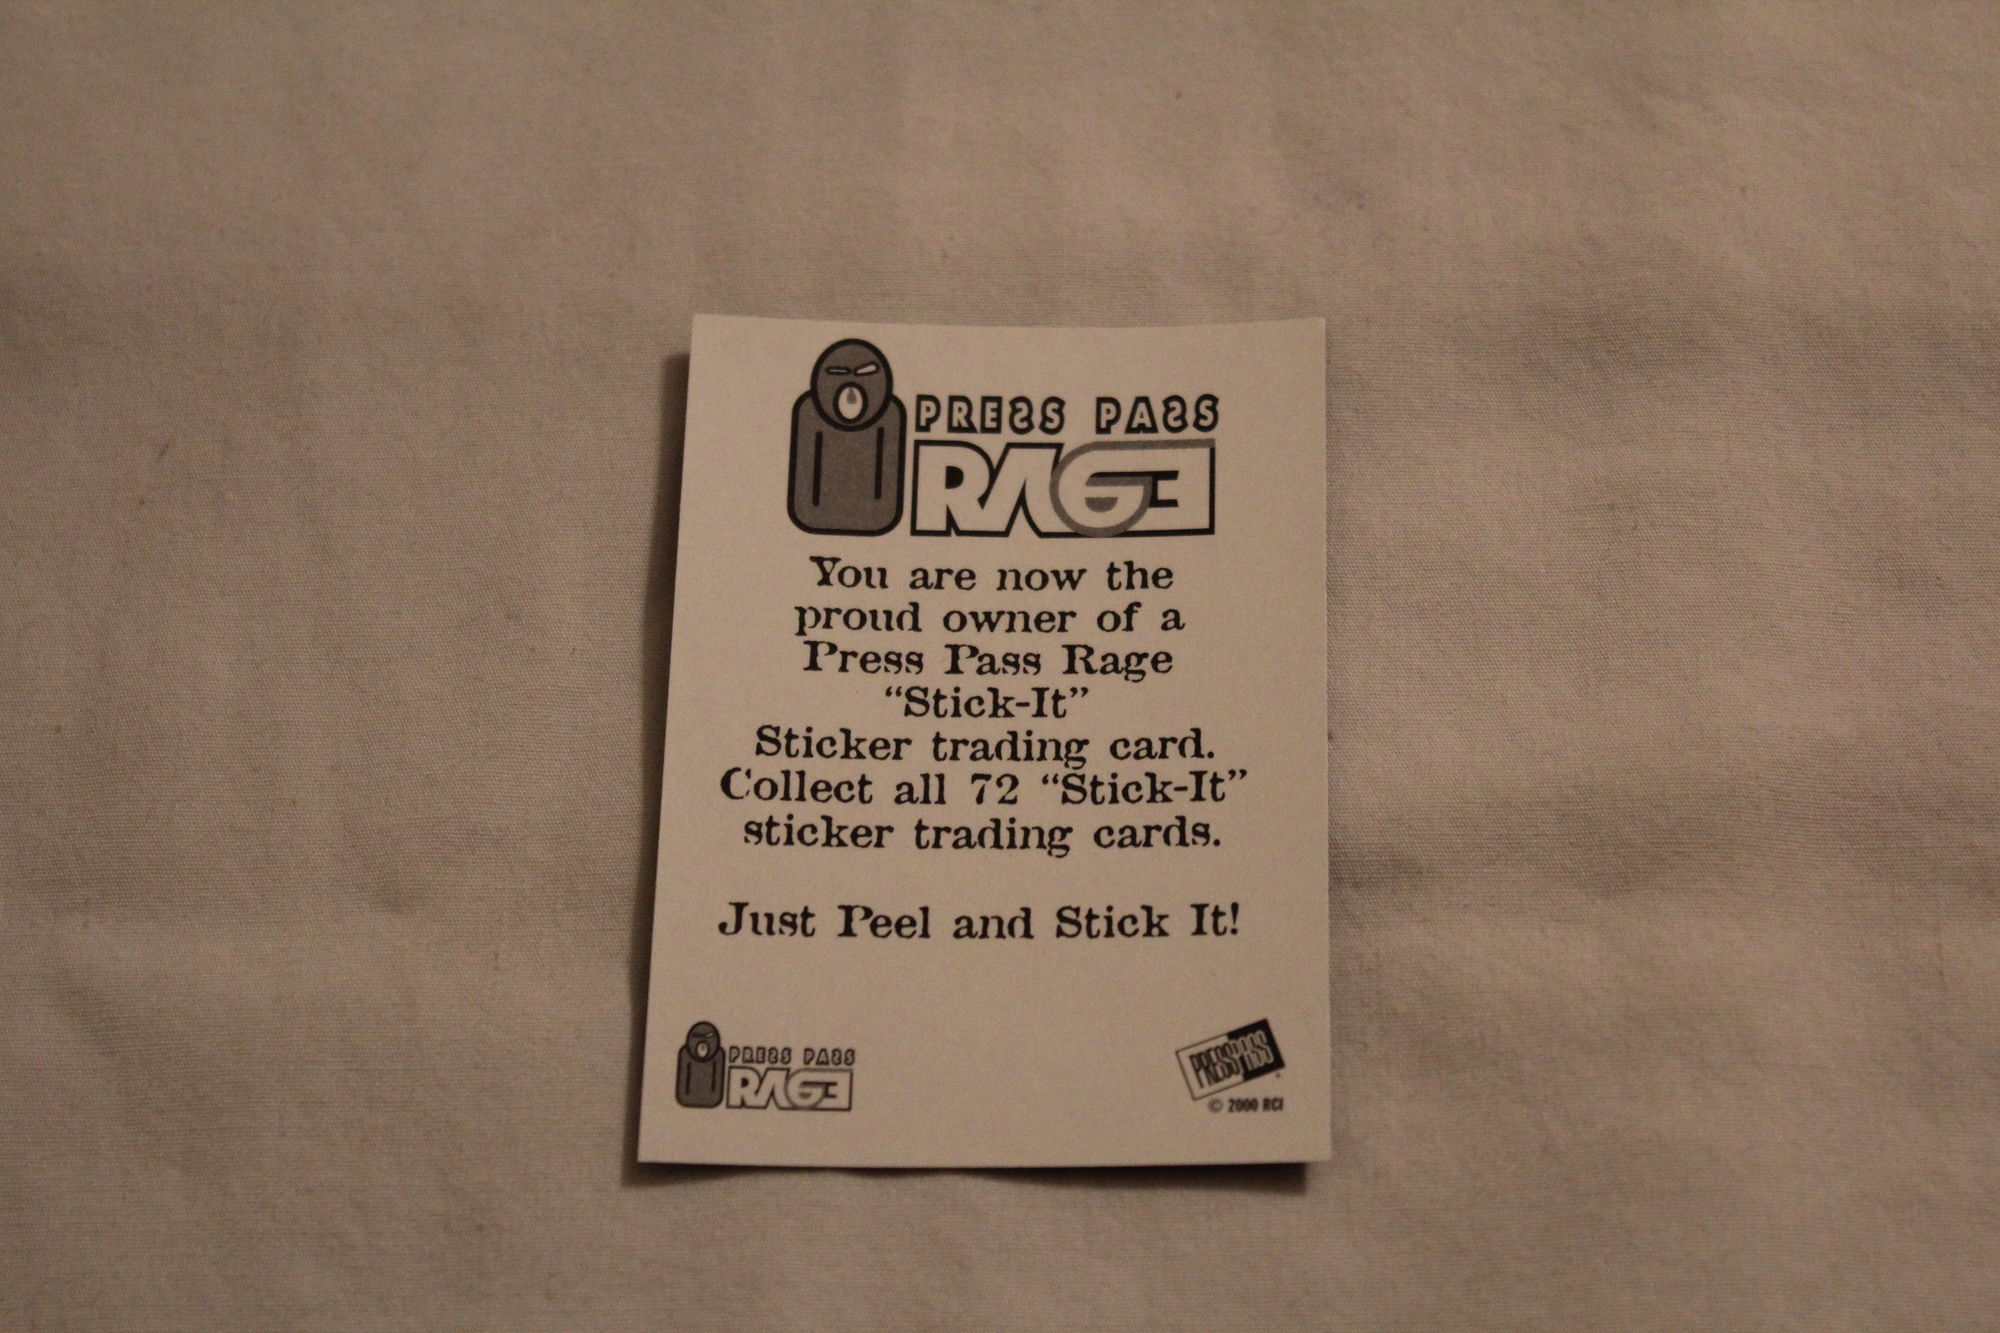 PRESS PASS
RAGE
You are now the
proud owner of a
Press Pass Rage
“Stick-It”
Sticker trading card.
Collect all 72 “Stick-It”
sticker trading cards.
Just Peel and Stick It!
PRESS PASS
RAGE
PRESS PASS
© 2000 RCI